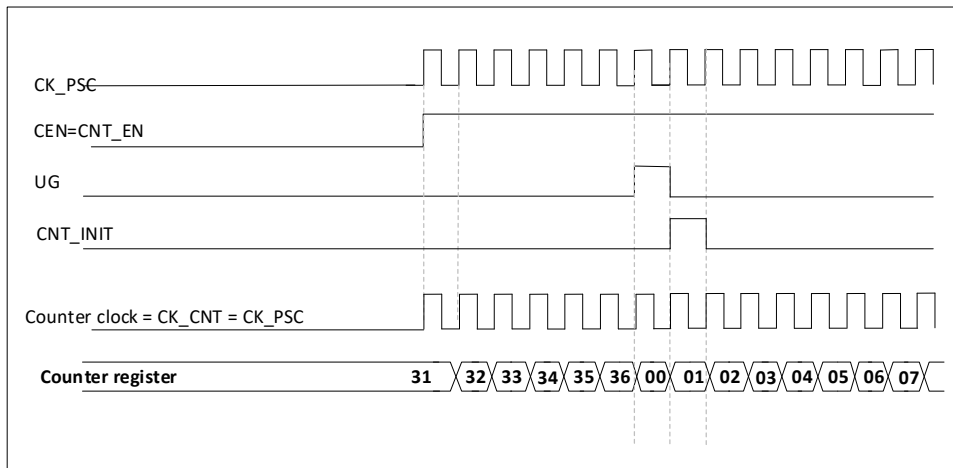 CK_PSC
CEN=CNT_EN
UG
CNT_INIT
Counter clock = CK_CNT = CK_PSC
Counter register 31 32 33 34 35 36 00 01 02 03 04 05 06 07